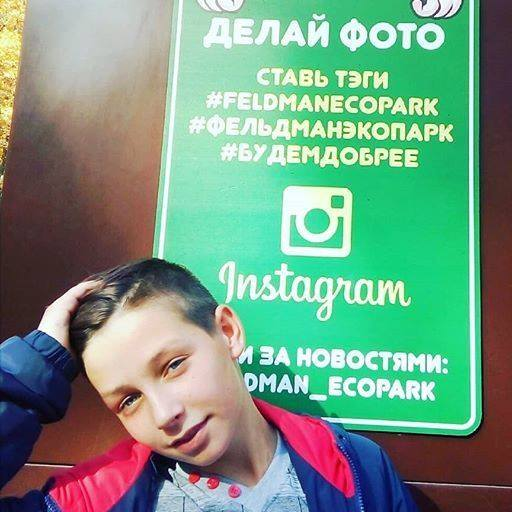 ДЕЛАЙ ФОТО
СТАВЬ ТЭГИ
#FELDMANECOPARK
#ФЕЛЬДМАНЭКОПАРК
#БУДЕМДОБРЕЕ
Instagram
ЗА НОВОСТЯМИ:
DMAN_ECOPARK